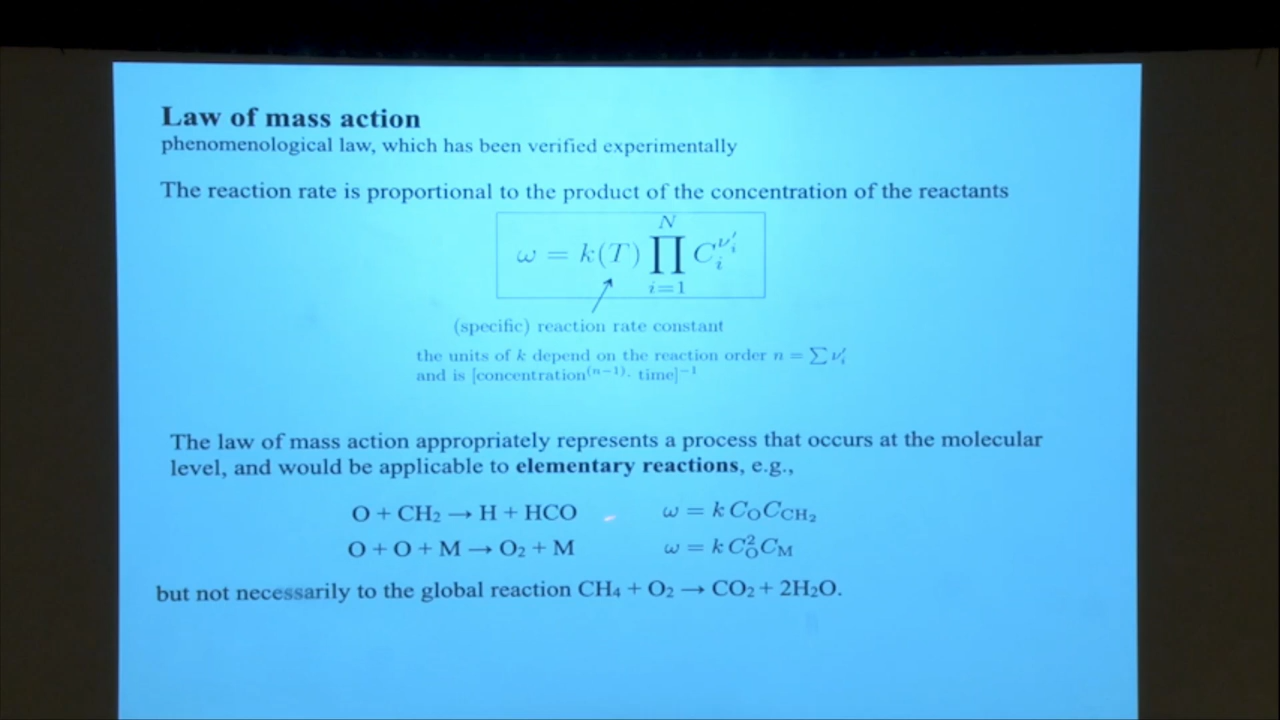 Law of mass action
phenomenological law, which has been verified experimentally
The reaction rate is proportional to the product of the concentration of the reactants
ω = k(T) ∏_{i=1}^{N} C_i^{ν′_i}
(specific) reaction rate constant
the units of k depend on the reaction order n = ∑ν′_i
and is [concentration^{(n−1)}· time]^{−1}
The law of mass action appropriately represents a process that occurs at the molecular
level, and would be applicable to elementary reactions, e.g.,
O + CH₂ → H + HCO    ω = k C_O C_{CH₂}
O + O + M → O₂ + M    ω = k C_O² C_M
but not necessarily to the global reaction CH₄ + O₂ → CO₂ + 2H₂O.